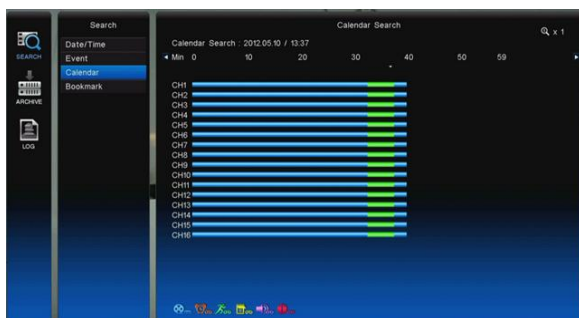 Search
Calendar Search
x 1
SEARCH
ARCHIVE
LOG
Date/Time
Event
Calendar
Bookmark
Calendar Search : 2012.05.10 / 13:37
Min 0 10 20 30 40 50 59
CH1
CH2
CH3
CH4
CH5
CH6
CH7
CH8
CH9
CH10
CH11
CH12
CH13
CH14
CH15
CH16